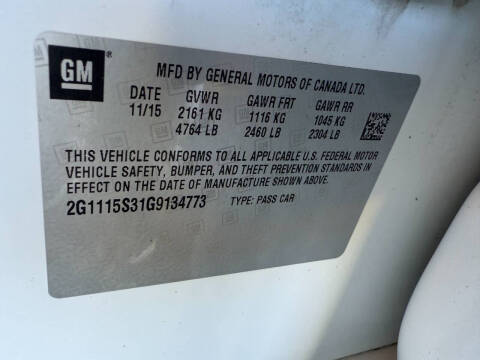 GM ®
MFD BY GENERAL MOTORS OF CANADA LTD.
DATE GVWR GAWR FRT GAWR RR
11/15 2161 KG 1116 KG 1045 KG
4764 LB 2460 LB 2304 LB
THIS VEHICLE CONFORMS TO ALL APPLICABLE U.S. FEDERAL MOTOR
VEHICLE SAFETY, BUMPER, AND THEFT PREVENTION STANDARDS IN
EFFECT ON THE DATE OF MANUFACTURE SHOWN ABOVE.
2G1115S31G9134773 TYPE: PASS CAR